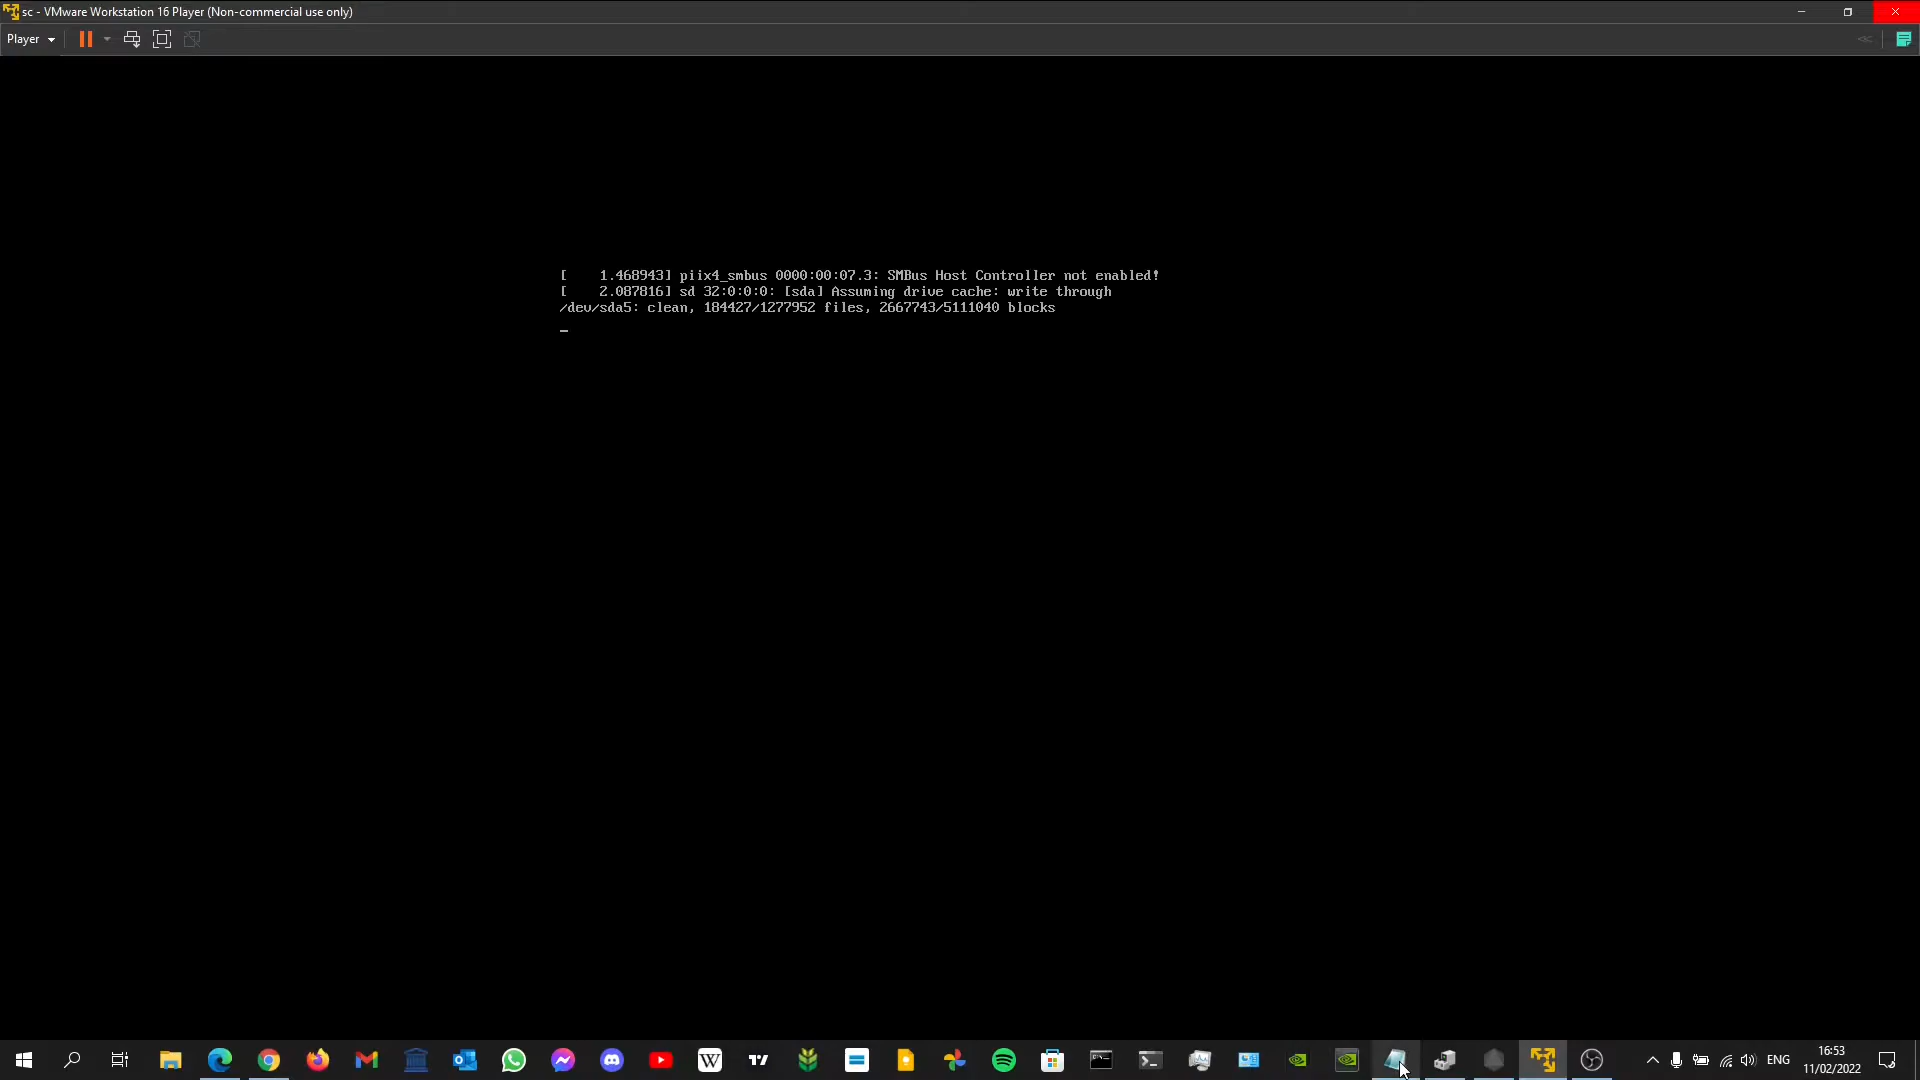 sc - VMware Workstation 16 Player (Non-commercial use only)
Player
[    1.468943] piix4_smbus 0000:00:07.3: SMBus Host Controller not enabled!
[    2.087816] sd 32:0:0:0: [sda] Assuming drive cache: write through
/dev/sda5: clean, 184427/1277952 files, 2667743/5111040 blocks
_
W
ENG
16:53
11/02/2022